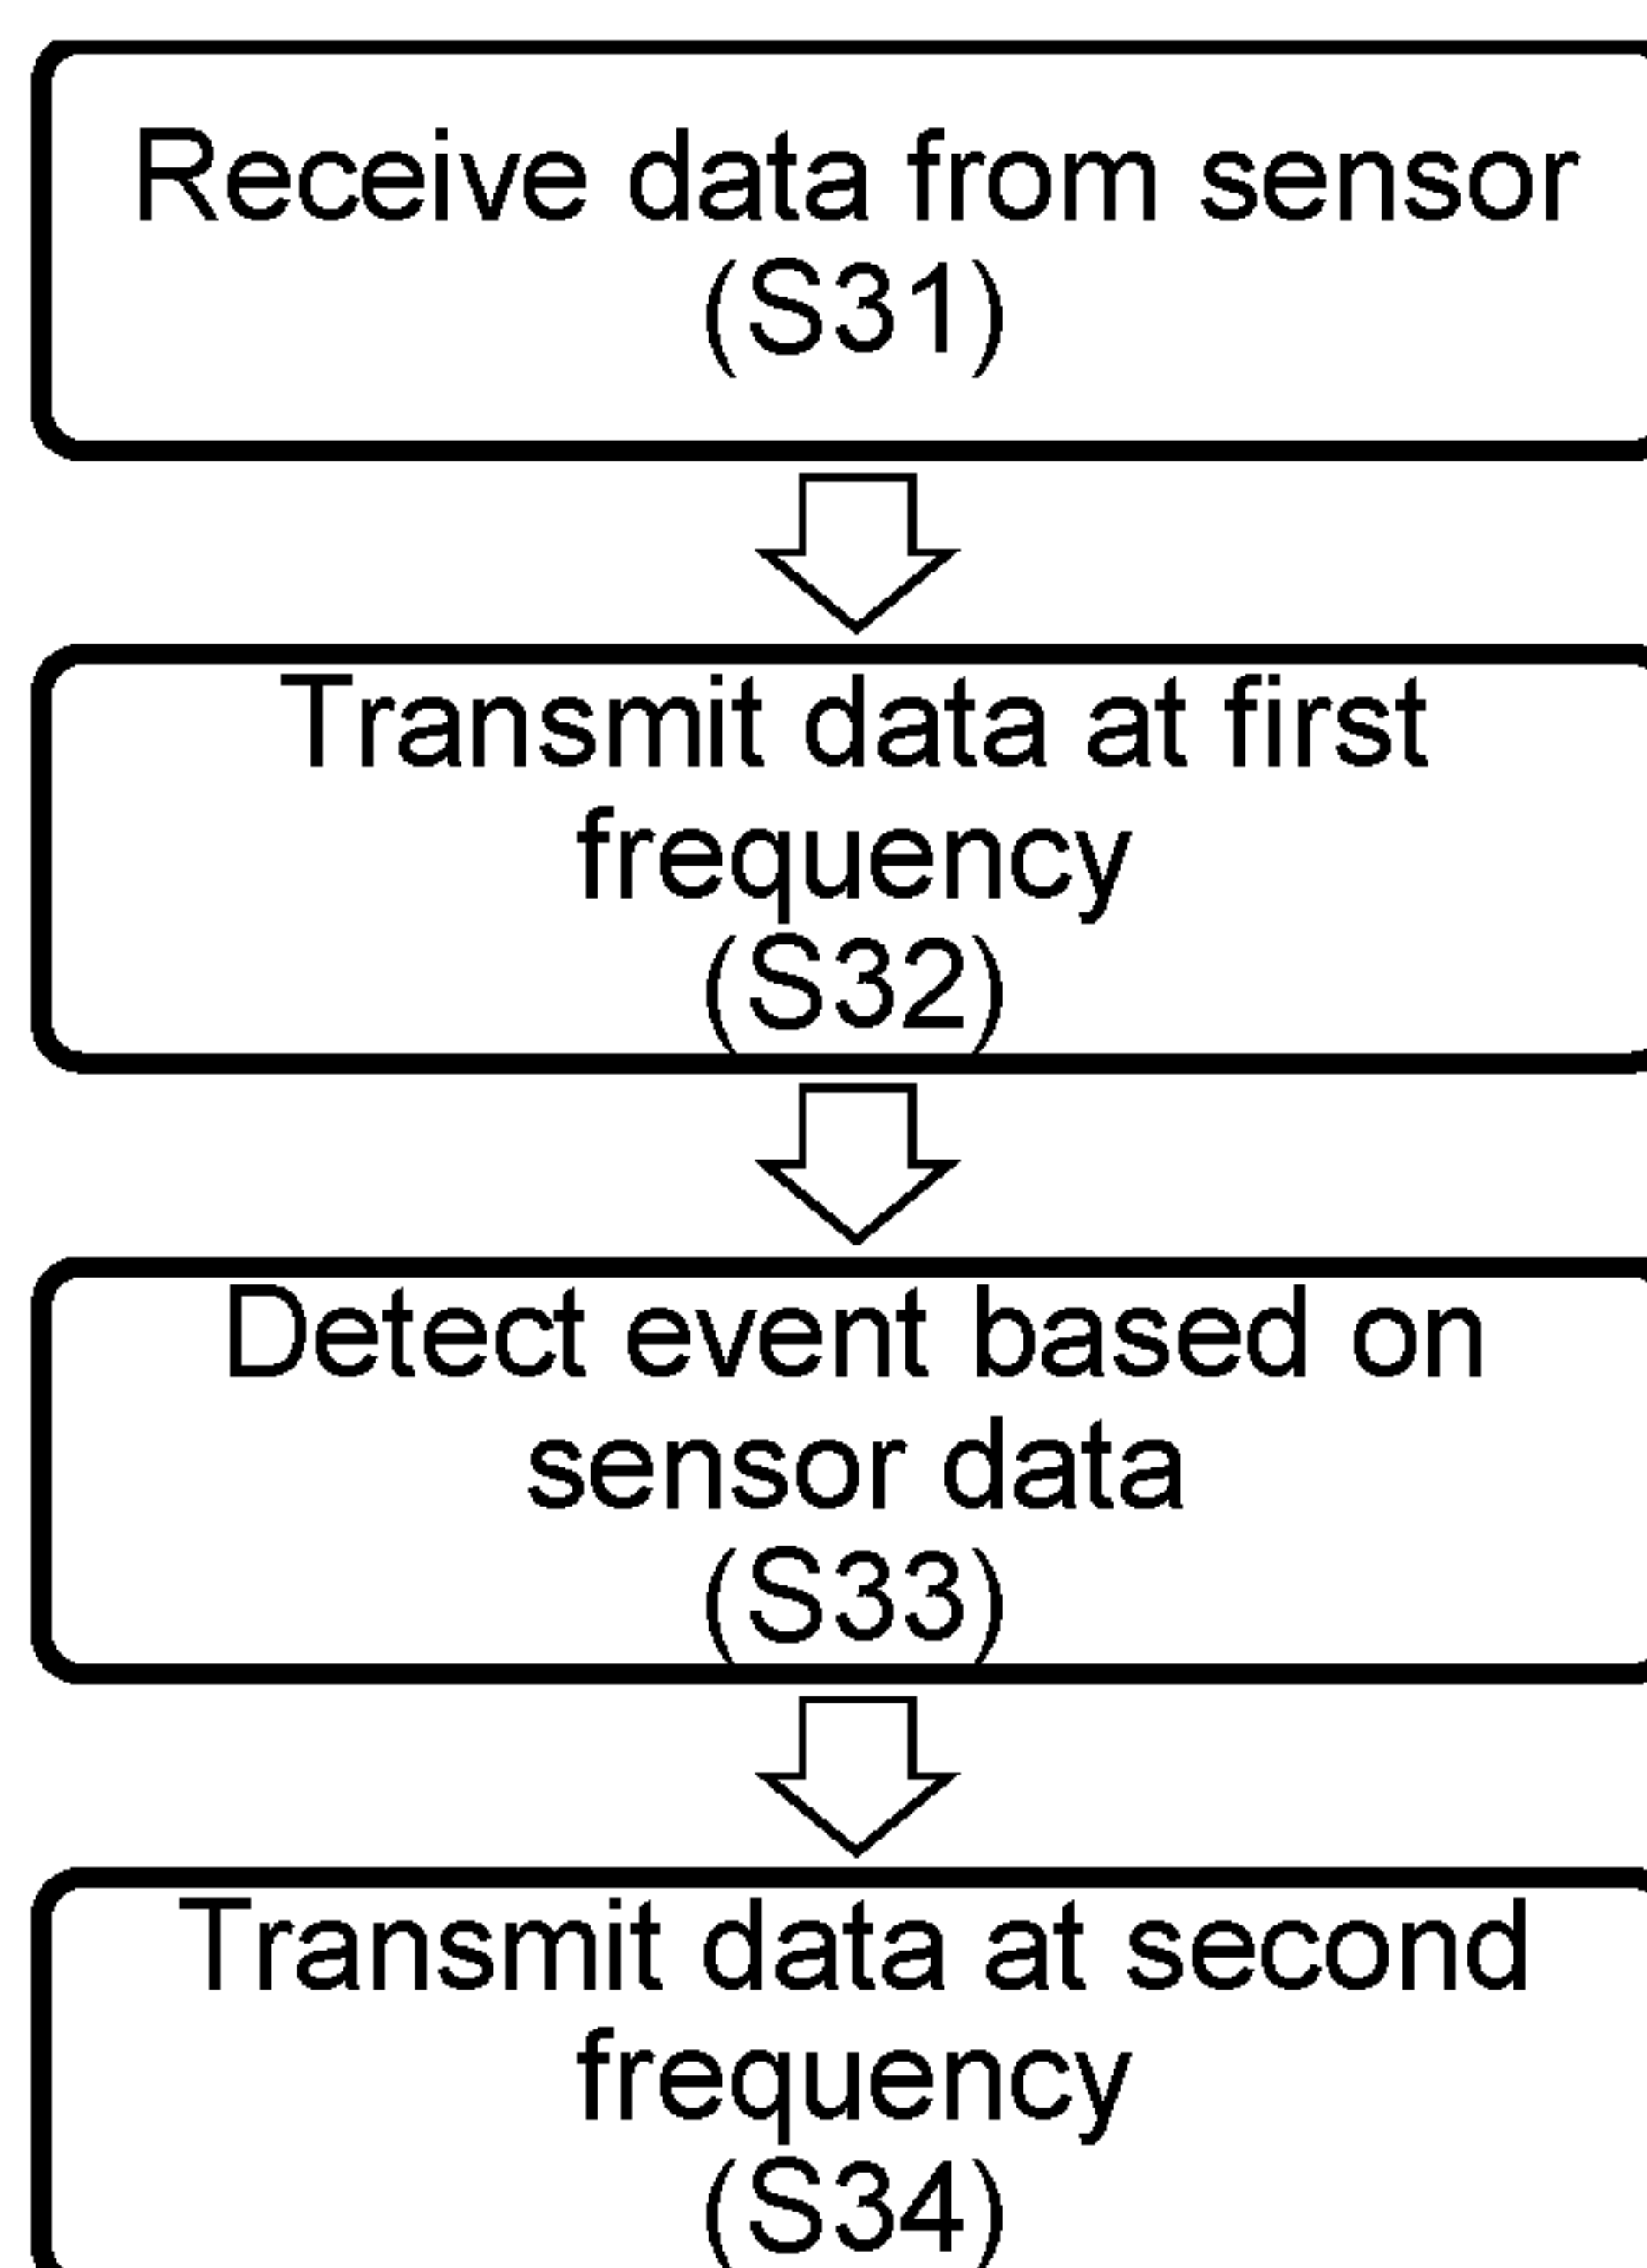 Receive data from sensor
(S31)
Transmit data at first
frequency
(S32)
Detect event based on
sensor data
(S33)
Transmit data at second
frequency
(S34)